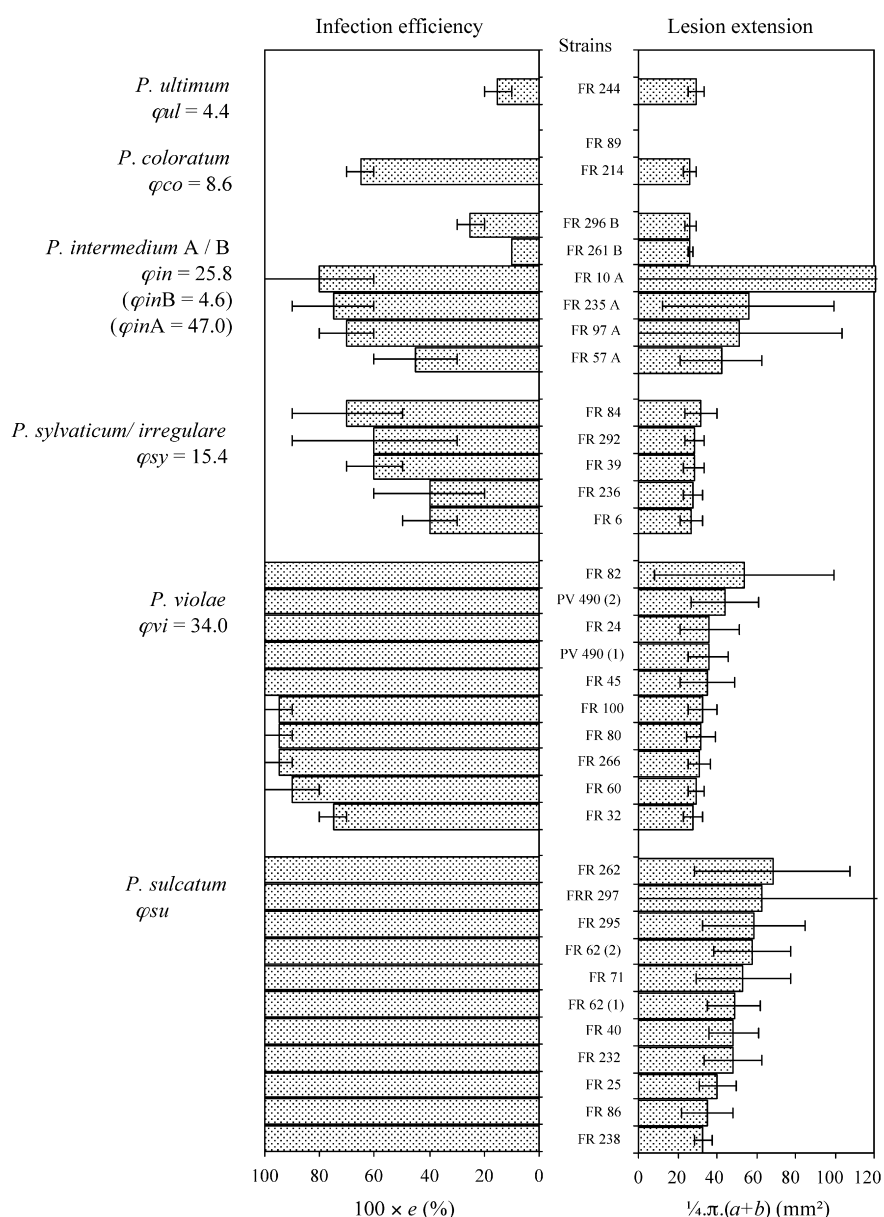 Infection efficiency
Strains
Lesion extension
P. ultimum
φul = 4.4
FR 244
P. coloratum
φco = 8.6
FR 89
FR 214
P. intermedium A / B
φin = 25.8
(φinB = 4.6)
(φinA = 47.0)
FR 296 B
FR 261 B
FR 10 A
FR 235 A
FR 97 A
FR 57 A
P. sylvaticum/ irregulare
φsy = 15.4
FR 84
FR 292
FR 39
FR 236
FR 6
P. violae
φvi = 34.0
FR 82
PV 490 (2)
FR 24
PV 490 (1)
FR 45
FR 100
FR 80
FR 266
FR 60
FR 32
P. sulcatum
φsu
FR 262
FRR 297
FR 295
FR 62 (2)
FR 71
FR 62 (1)
FR 40
FR 232
FR 25
FR 86
FR 238
100 80 60 40 20 0
0 20 40 60 80 100 120
100 × e (%)
¼.π.(a+b) (mm²)